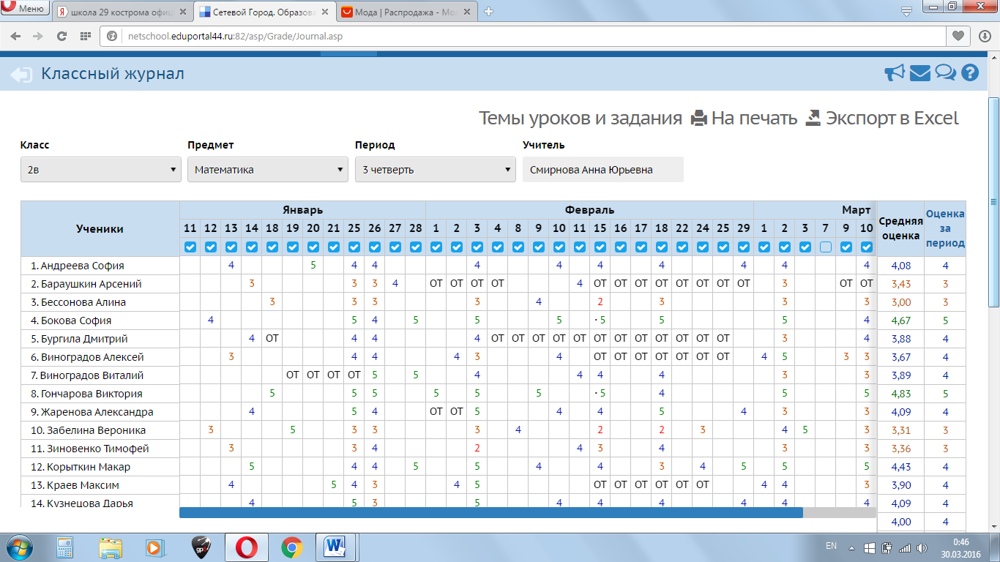 Меню
школа 29 кострома офиц
Сетевой Город. Образова
Мода | Распродажа - Мол
netschool.eduportal44.ru:82/asp/Grade/Journal.asp
Классный журнал
Темы уроков и задания На печать Экспорт в Excel
Класс Предмет Период Учитель
2в Математика 3 четверть Смирнова Анна Юрьевна
Ученики Январь Февраль Март Средняя оценка Оценка за период
11 12 13 14 18 19 20 21 25 26 27 28 1 2 3 4 8 9 10 11 15 16 17 18 22 24 25 29 1 2 3 7 9 10
1. Андреева София 4 5 4 4 4 4 4 4 4 4 4 4,08 4
2. Бараушкин Арсений 3 3 3 4 ОТ ОТ ОТ ОТ 4 ОТ ОТ ОТ ОТ ОТ ОТ ОТ ОТ 3 ОТ ОТ 3,43 3
3. Бессонова Алина 3 3 3 3 4 2 3 3 3 3,00 3
4. Бокова София 4 5 4 5 5 5 · 5 5 5 4 4,67 5
5. Бургила Дмитрий 4 ОТ 4 4 4 ОТ ОТ ОТ ОТ ОТ ОТ ОТ ОТ ОТ ОТ ОТ ОТ 3 4 3,88 4
6. Виноградов Алексей 3 4 4 4 3 4 ОТ ОТ ОТ ОТ ОТ ОТ ОТ 4 5 3 3 3,67 4
7. Виноградов Виталий ОТ ОТ ОТ ОТ 5 5 4 4 4 4 3 3 3,89 4
8. Гончарова Виктория 5 5 5 5 5 5 · 5 4 5 5 4,83 5
9. Жаренова Александра 4 5 4 ОТ ОТ 5 4 4 5 4 3 3 4,09 4
10. Забелина Вероника 3 5 3 3 3 4 2 2 3 4 5 3 3,31 3
11. Зиновенко Тимофей 3 3 4 2 4 3 4 3 3 3,36 3
12. Корыткин Макар 5 4 4 5 5 4 4 3 4 5 5 5 4,43 4
13. Краев Максим 4 5 4 3 4 5 ОТ ОТ ОТ ОТ ОТ ОТ 4 4 3 3,90 4
14. Кузнецова Дарья 4 5 3 5 4 4 4 4 4 4 4,09 4
4,00 4
EN 0:46
30.03.2016